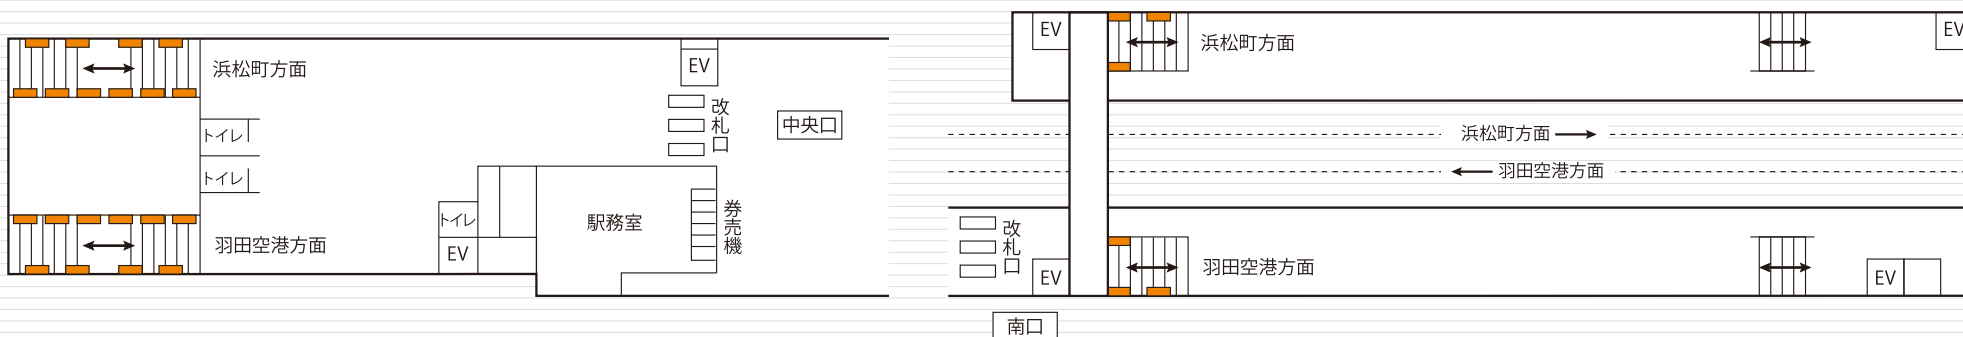 浜松町方面
トイレ
トイレ
羽田空港方面
トイレ
EV
駅務室
券売機
EV
改札口
中央口
EV
浜松町方面
EV
浜松町方面
羽田空港方面
改札口
EV
羽田空港方面
EV
南口